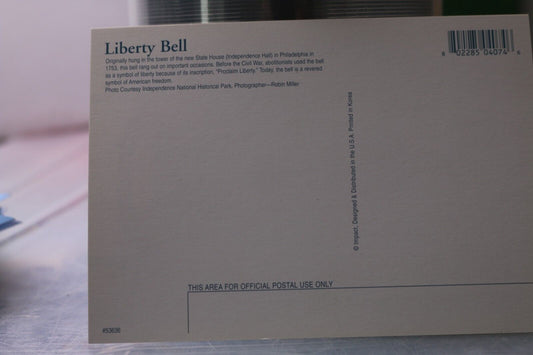 Liberty Bell
Originally hung in the tower of the new State House (Independence Hall) in Philadelphia in
1753, this bell rang out on important occasions. Before the Civil War, abolitionists used the bell
as a symbol of liberty because of its inscription, "Proclaim Liberty." Today, the bell is a revered
symbol of American freedom.
Photo Courtesy Independence National Historical Park, Photographer—Robin Miller
8 02285 04074 6
© Impact, Designed & Distributed in the U.S.A. Printed in Korea
THIS AREA FOR OFFICIAL POSTAL USE ONLY
#53636